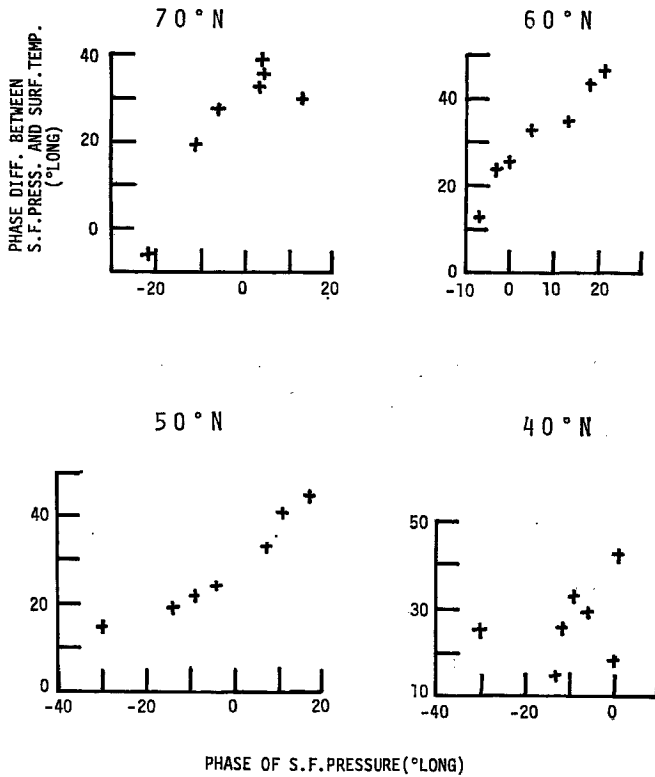 70°N
60°N
PHASE DIFF. BETWEEN
S.F.PRESS. AND SURF.TEMP.
(°LONG)
40
20
0
-20 0 20
40
20
0
-10 0 10 20
50°N
40°N
40
20
0
-40 -20 0 20
50
30
10
-40 -20 0
PHASE OF S.F.PRESSURE(°LONG)